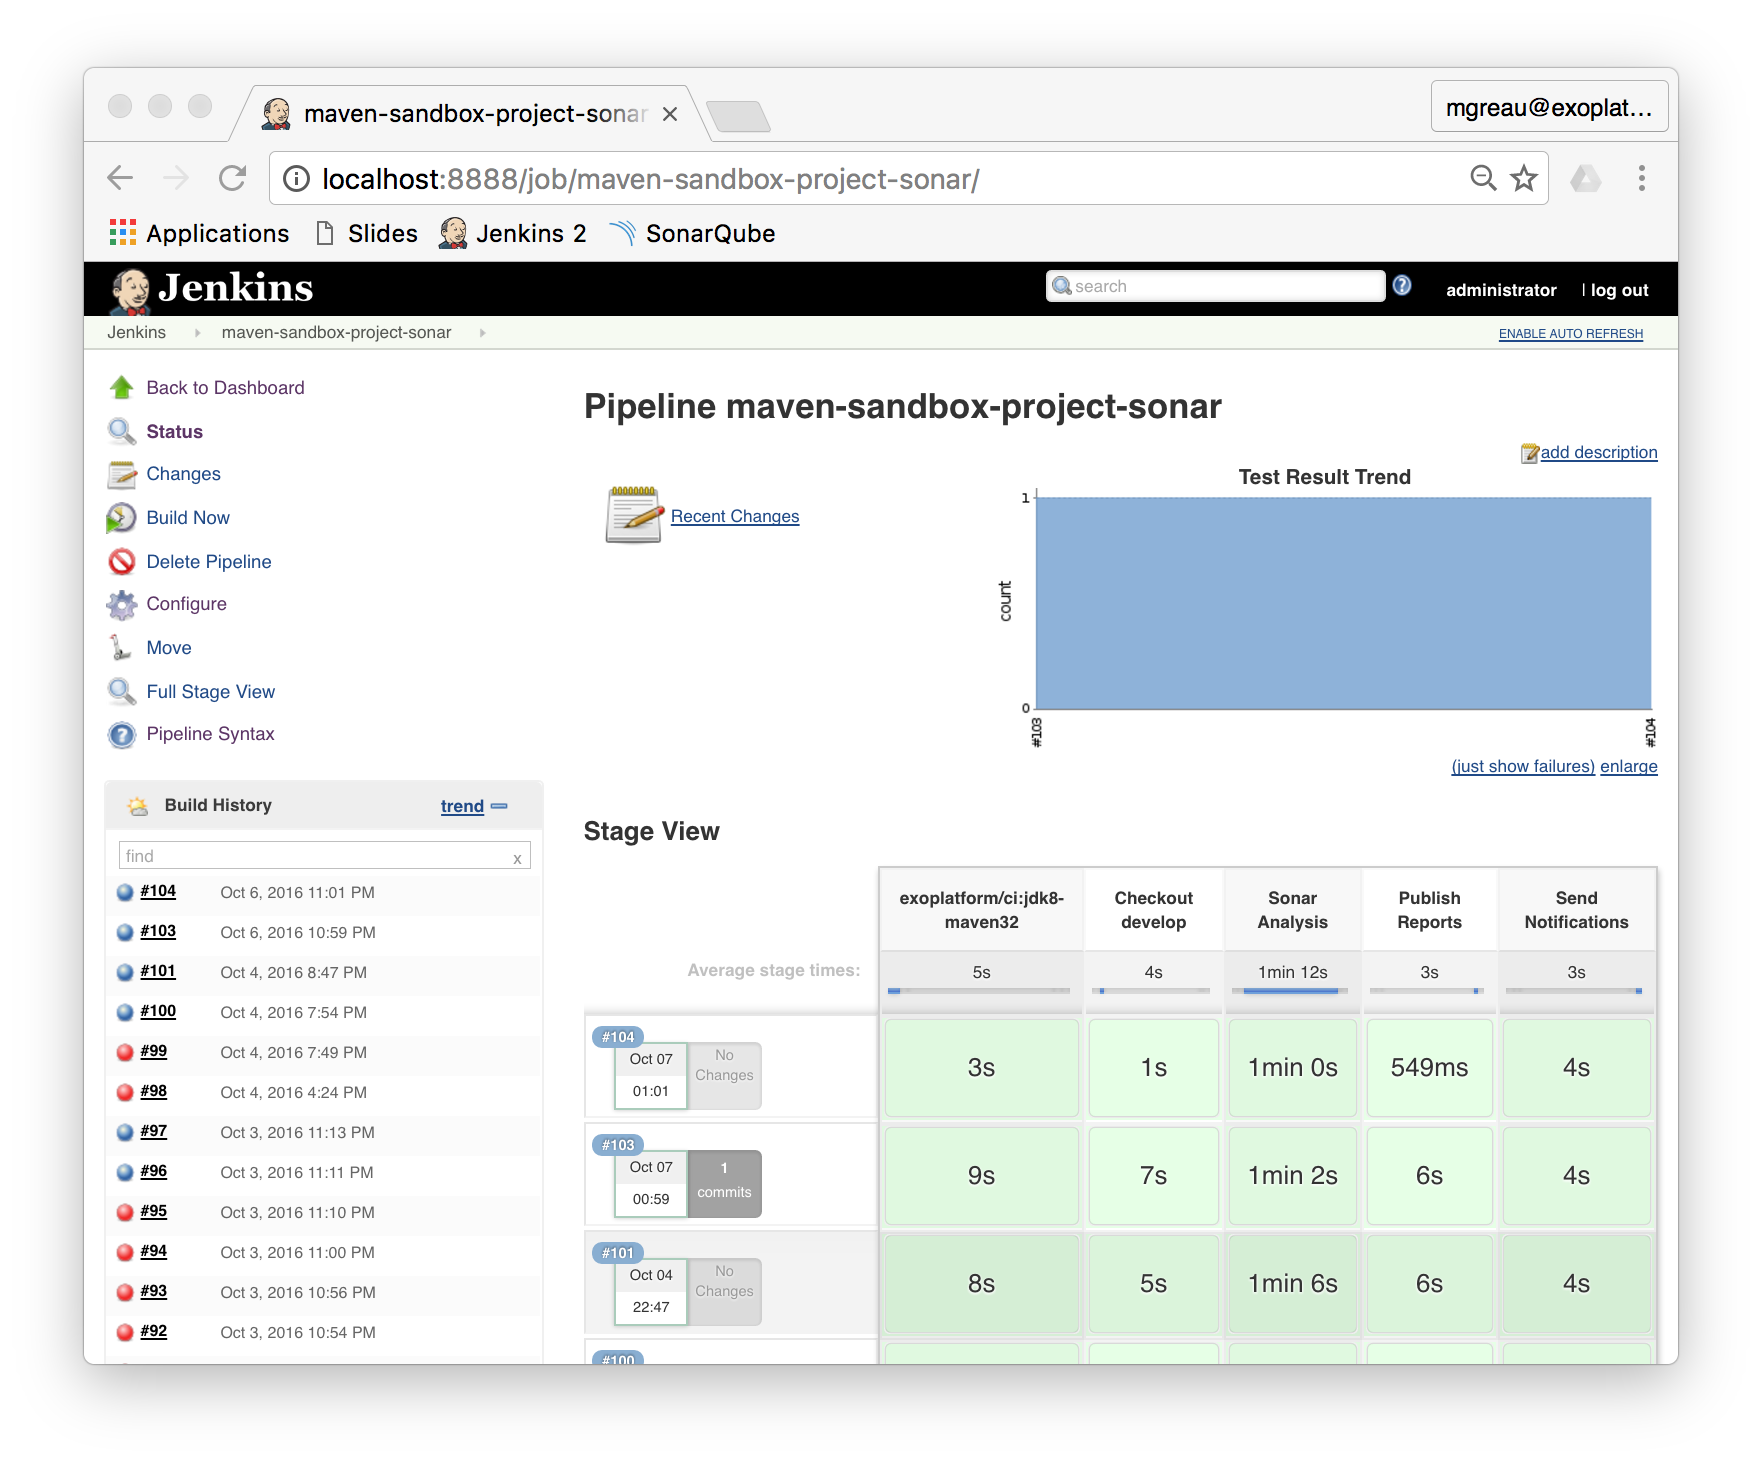 maven-sandbox-project-sonar
mgreau@exoplat...
localhost:8888/job/maven-sandbox-project-sonar/
Applications Slides Jenkins 2 SonarQube
Jenkins
search
administrator | log out
Jenkins maven-sandbox-project-sonar
ENABLE AUTO REFRESH
Back to Dashboard
Status
Changes
Build Now
Delete Pipeline
Configure
Move
Full Stage View
Pipeline Syntax
Build History trend
find x
#104 Oct 6, 2016 11:01 PM
#103 Oct 6, 2016 10:59 PM
#101 Oct 4, 2016 8:47 PM
#100 Oct 4, 2016 7:54 PM
#99 Oct 4, 2016 7:49 PM
#98 Oct 4, 2016 4:24 PM
#97 Oct 3, 2016 11:13 PM
#96 Oct 3, 2016 11:11 PM
#95 Oct 3, 2016 11:10 PM
#94 Oct 3, 2016 11:00 PM
#93 Oct 3, 2016 10:56 PM
#92 Oct 3, 2016 10:54 PM
Pipeline maven-sandbox-project-sonar
add description
Recent Changes
Test Result Trend
1
count
0
#103 #104
(just show failures) enlarge
Stage View
exoplatform/ci:jdk8-
maven32
Checkout
develop
Sonar
Analysis
Publish
Reports
Send
Notifications
Average stage times: 5s 4s 1min 12s 3s 3s
#104
Oct 07
01:01
No
Changes
3s 1s 1min 0s 549ms 4s
#103
Oct 07
00:59
1
commits
9s 7s 1min 2s 6s 4s
#101
Oct 04
22:47
No
Changes
8s 5s 1min 6s 6s 4s
#100